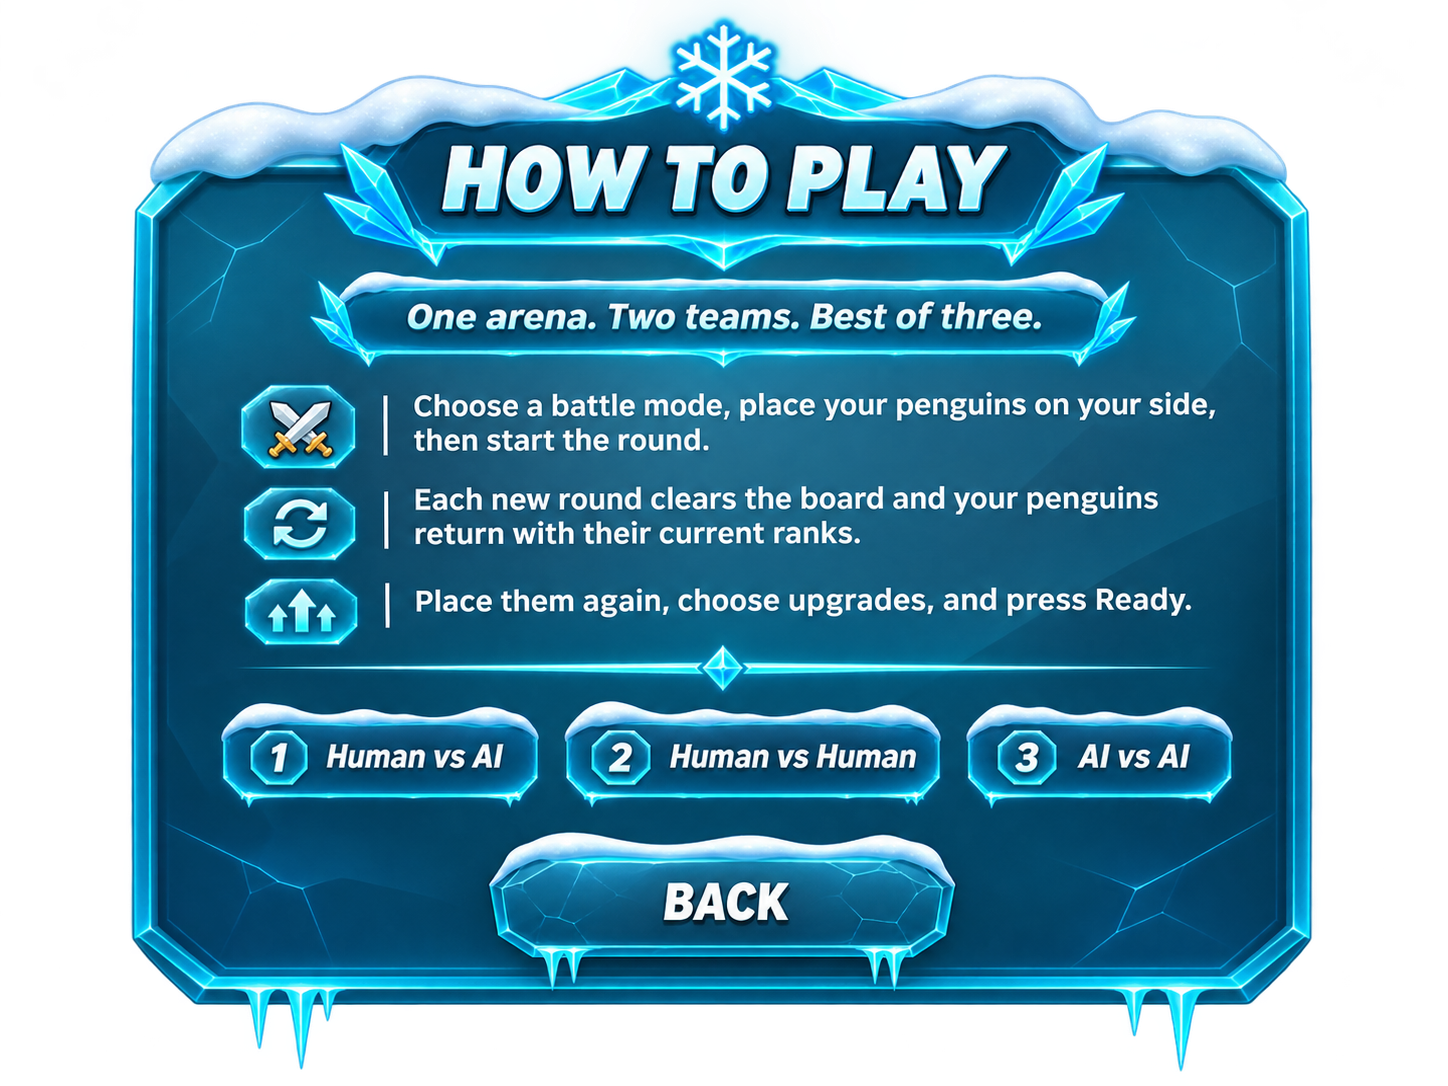 HOW TO PLAY
One arena. Two teams. Best of three.
Choose a battle mode, place your penguins on your side,
then start the round.
Each new round clears the board and your penguins
return with their current ranks.
Place them again, choose upgrades, and press Ready.
1 Human vs AI
2 Human vs Human
3 AI vs AI
BACK